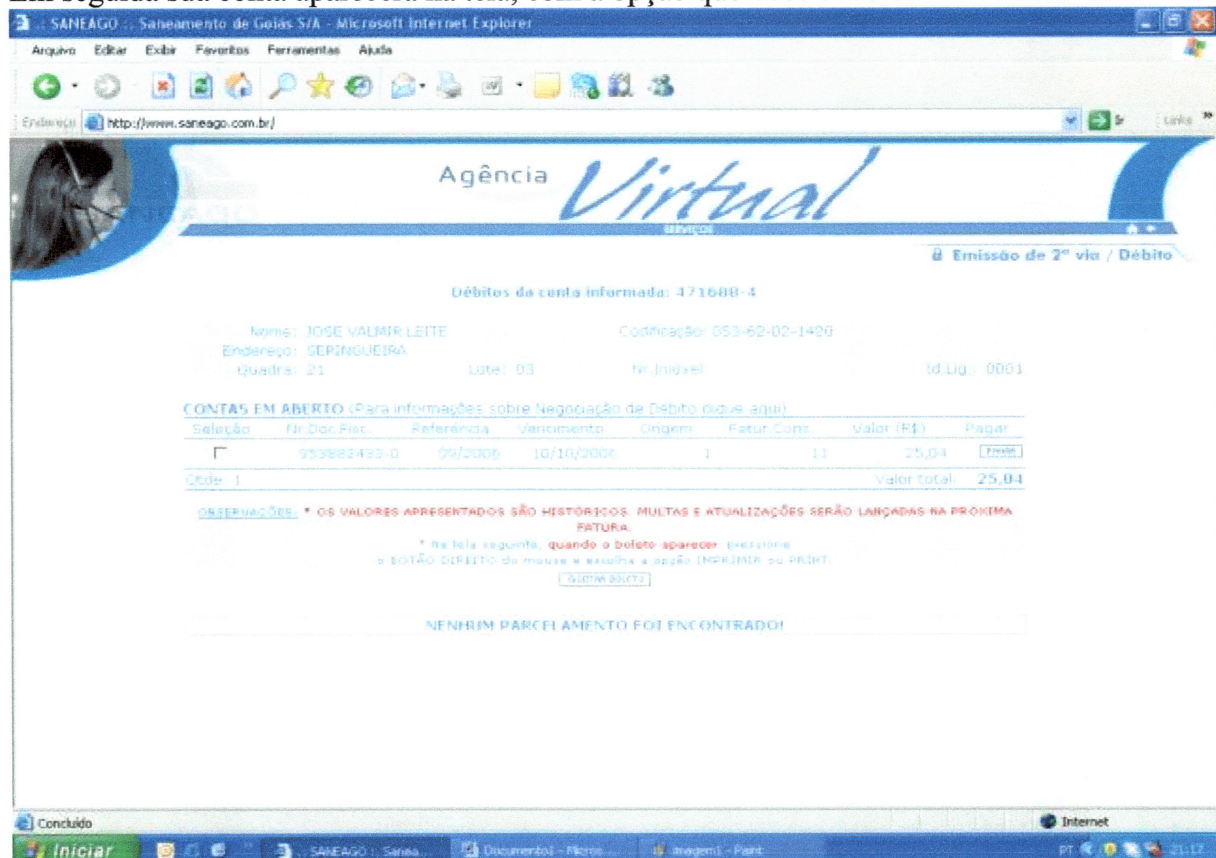 Em seguida sua conta aparecerá na tela, com a opção
.: SANEAGO :. Saneamento de Goiás S/A - Microsoft Internet Explorer
Arquivo Editar Exibir Favoritos Ferramentas Ajuda
Endereço http://www.saneago.com.br/ Ir Links
SANEAGO
Agência Virtual
SERVIÇOS
Emissão de 2ª via / Débito
Débitos da conta informada: 471688-4
Nome: JOSE VALMIR LEITE Codificação: 053-62-02-1420
Endereço: SERINGUEIRA
Quadra: 21 Lote: 03 Nr.Imóvel: Id.Lig.: 0001
CONTAS EM ABERTO (Para informações sobre Negociação de Débito clique aqui)
Seleção Nr.Doc.Fisc. Referência Vencimento Origem Fatur.Cons. Valor (R$) Pagar
09/2006 10/10/2006 1 11 25,04
Qtde: 1 Valor total: 25,04
OBSERVAÇÕES: * OS VALORES APRESENTADOS SÃO HISTÓRICOS. MULTAS E ATUALIZAÇÕES SERÃO LANÇADAS NA PRÓXIMA
FATURA.
* Na tela seguinte, quando o boleto aparecer, pressione
o BOTÃO DIREITO do mouse e escolha a opção IMPRIMIR ou PRINT.
NENHUM PARCELAMENTO FOI ENCONTRADO!
Concluído Internet
Iniciar .: SANEAGO :. Sanea... Documento1 - Micros... imagem1 - Paint PT 21:17